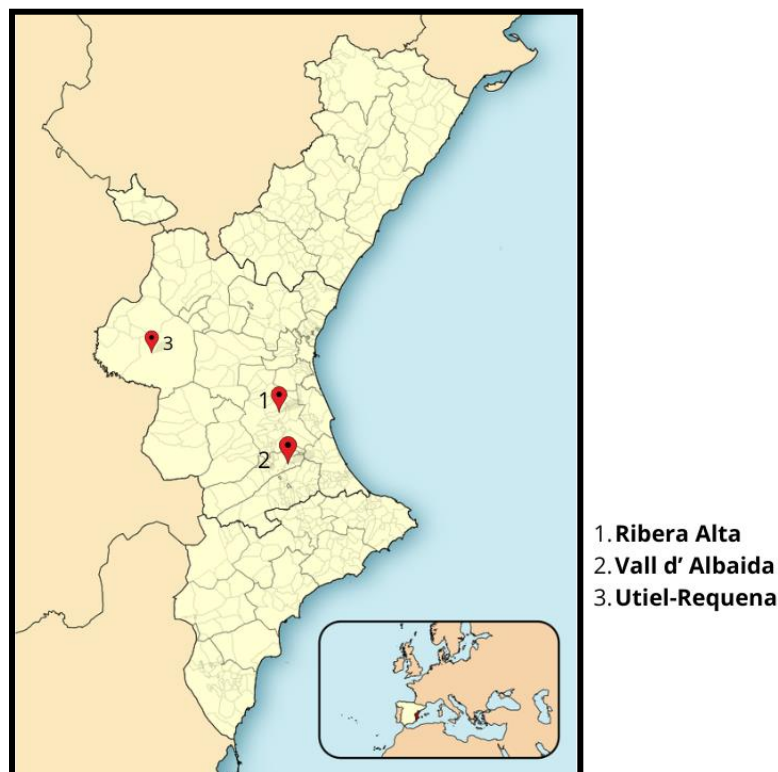 3
1
2
1. Ribera Alta
2. Vall d’ Albaida
3. Utiel-Requena